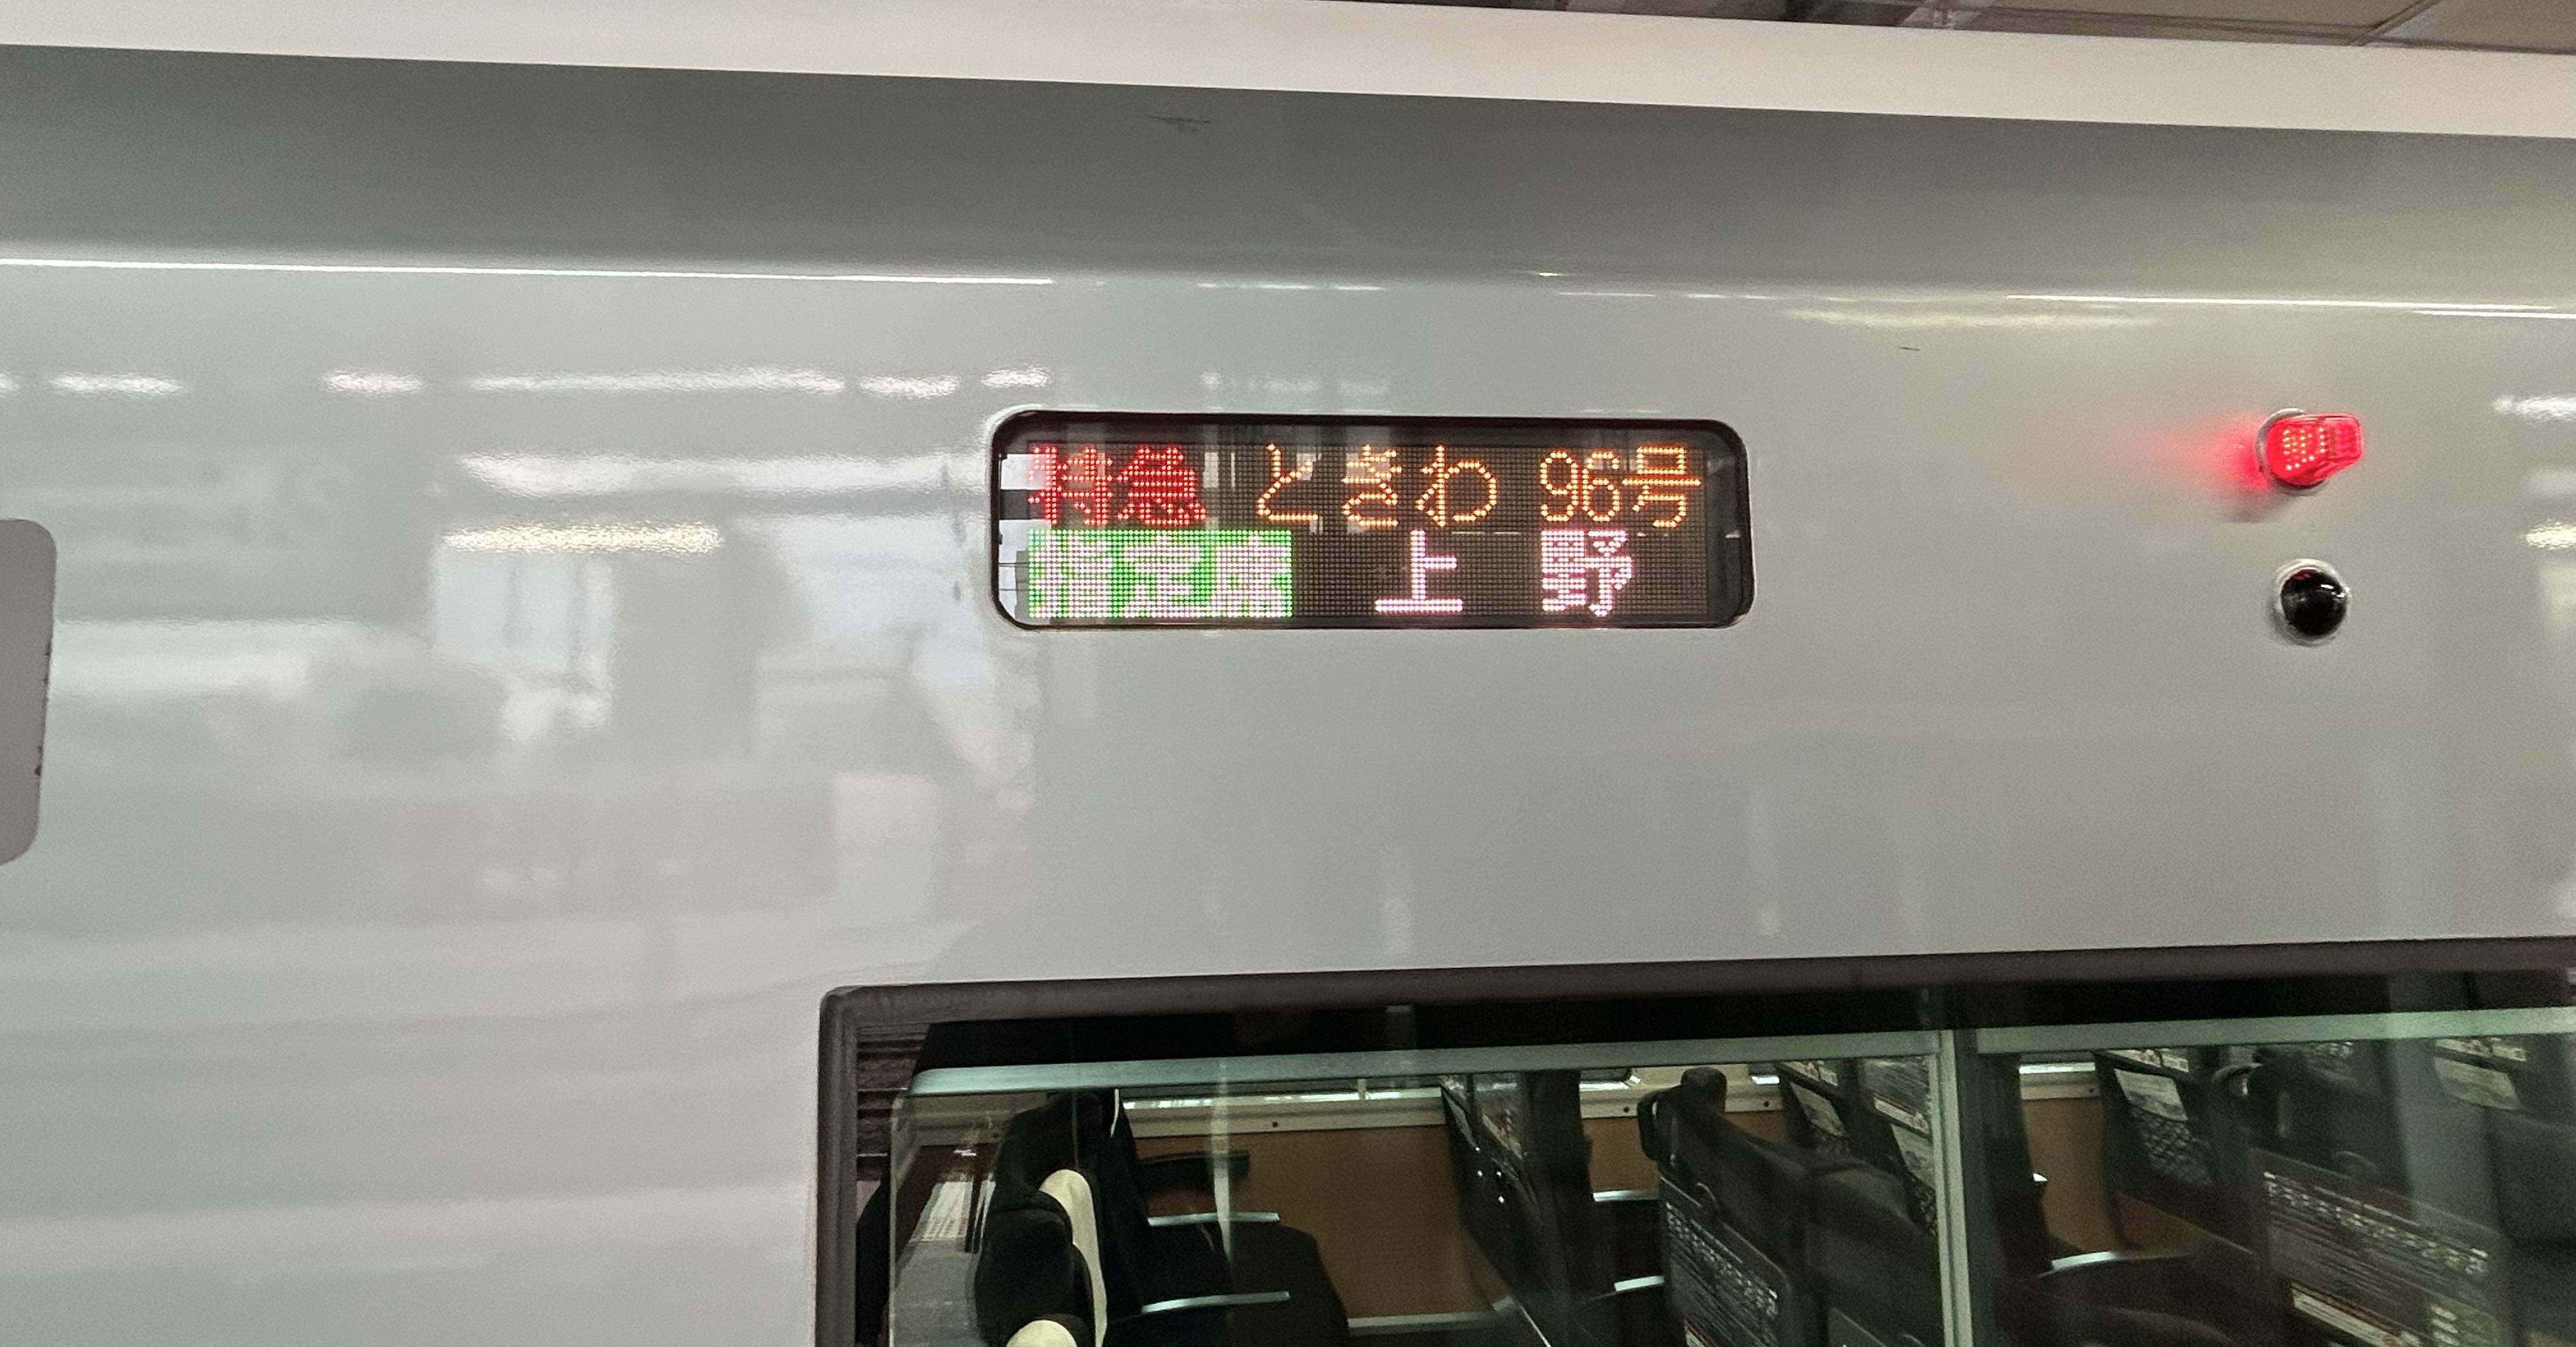 特急 ときわ 96号
指定席 上野